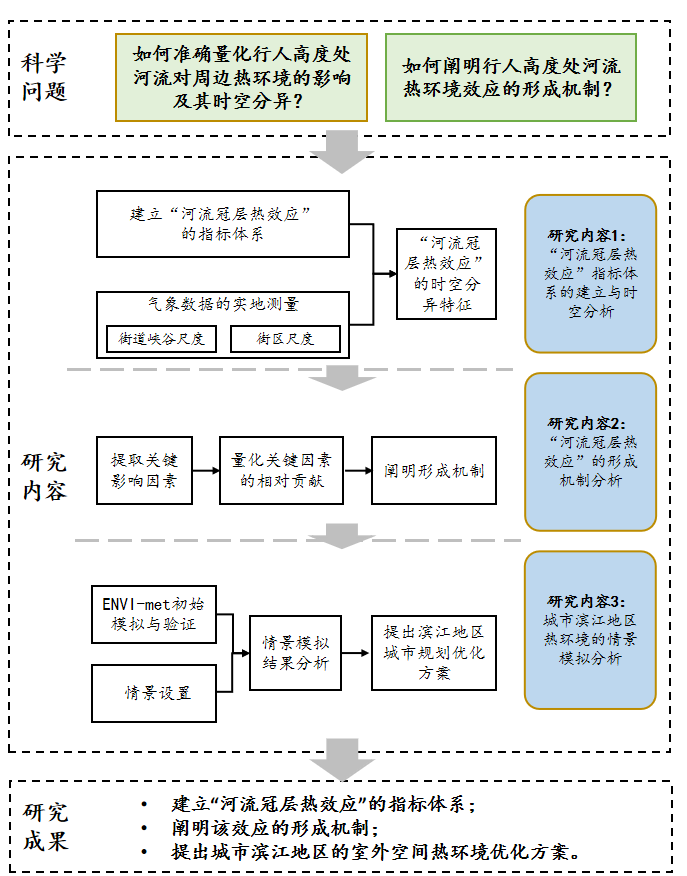 科学
问题
如何准确量化行人高度处
河流对周边热环境的影响
及其时空分异？
如何阐明行人高度处河流
热环境效应的形成机制？
研究
内容
建立“河流冠层热效应”
的指标体系
气象数据的实地测量
街道峡谷尺度
街区尺度
“河流冠
层热效应”
的时空分
异特征
研究内容1：
“河流冠层热
效应”指标体
系的建立与时
空分析
提取关键
影响因素
量化关键因素
的相对贡献
阐明形成机制
研究内容2：
“河流冠层热
效应”的形成
机制分析
ENVI-met初始
模拟与验证
情景设置
情景模拟
结果分析
提出滨江地区
城市规划优化
方案
研究内容3：
城市滨江地区
热环境的情景
模拟分析
研究
成果
• 建立“河流冠层热效应”的指标体系；
• 阐明该效应的形成机制；
• 提出城市滨江地区的室外空间热环境优化方案。